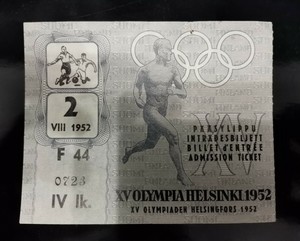 2
VIII 1952
F 44
0723
IV lk.
XV
PÄÄSYLIPPU
INTRÄDESBILJETT
BILLET D'ENTRÉE
ADMISSION TICKET
XV OLYMPIA HELSINKI 1952
XV OLYMPIADEN HELSINGFORS 1952